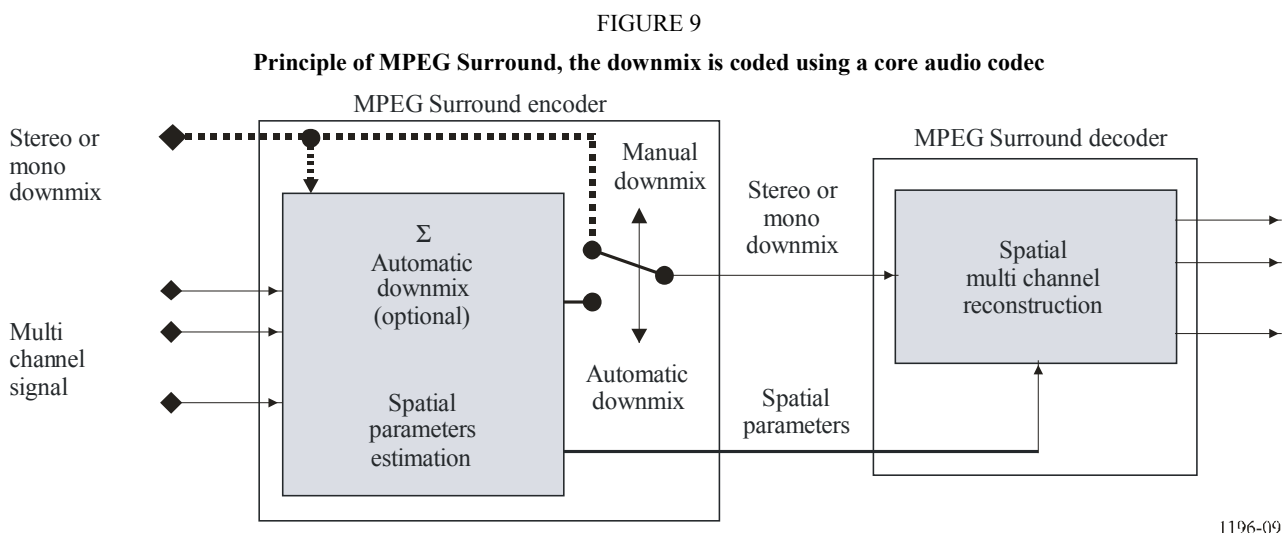 FIGURE 9
Principle of MPEG Surround, the downmix is coded using a core audio codec
MPEG Surround encoder
Stereo or
mono
downmix
Manual
downmix
MPEG Surround decoder
Stereo or
mono
downmix
Σ
Automatic
downmix
(optional)
Spatial
multi channel
reconstruction
Multi
channel
signal
Automatic
downmix
Spatial
parameters
estimation
Spatial
parameters
1196-09